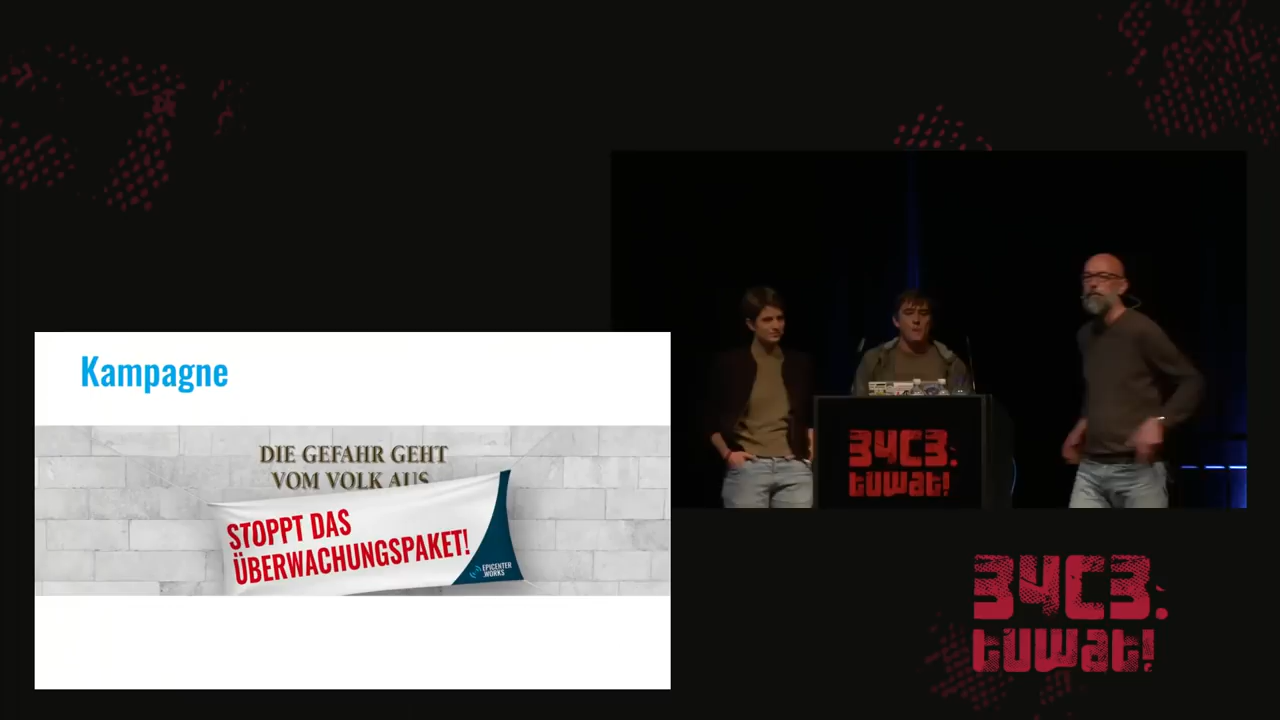 Kampagne
DIE GEFAHR GEHT
VOM VOLK AUS
STOPPT DAS
ÜBERWACHUNGSPAKET!
EPICENTER
.WORKS
34C3.
tuwat!
34C3.
tuwat!